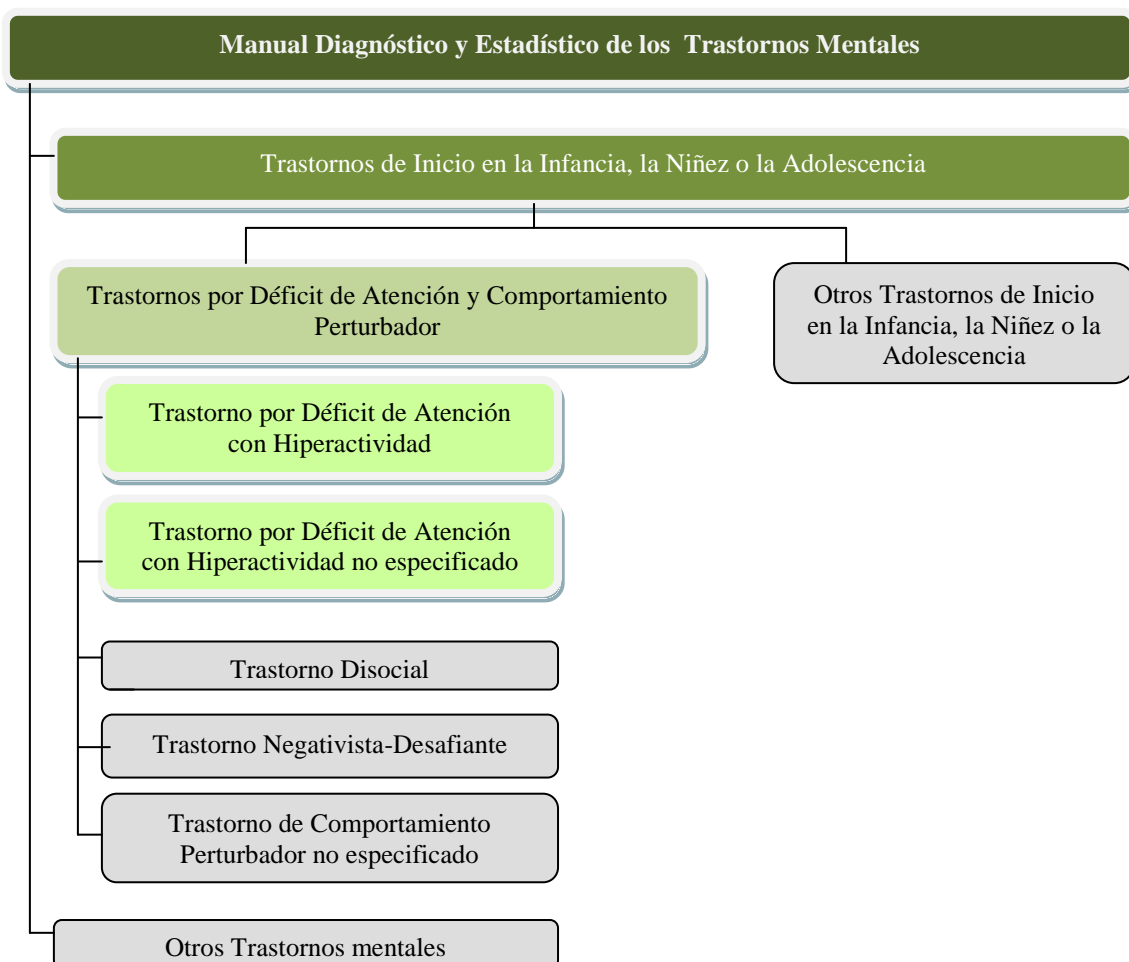 Manual Diagnóstico y Estadístico de los Trastornos Mentales
Trastornos de Inicio en la Infancia, la Niñez o la Adolescencia
Trastornos por Déficit de Atención y Comportamiento
Perturbador
Otros Trastornos de Inicio
en la Infancia, la Niñez o la
Adolescencia
Trastorno por Déficit de Atención
con Hiperactividad
Trastorno por Déficit de Atención
con Hiperactividad no especificado
Trastorno Disocial
Trastorno Negativista-Desafiante
Trastorno de Comportamiento
Perturbador no especificado
Otros Trastornos mentales